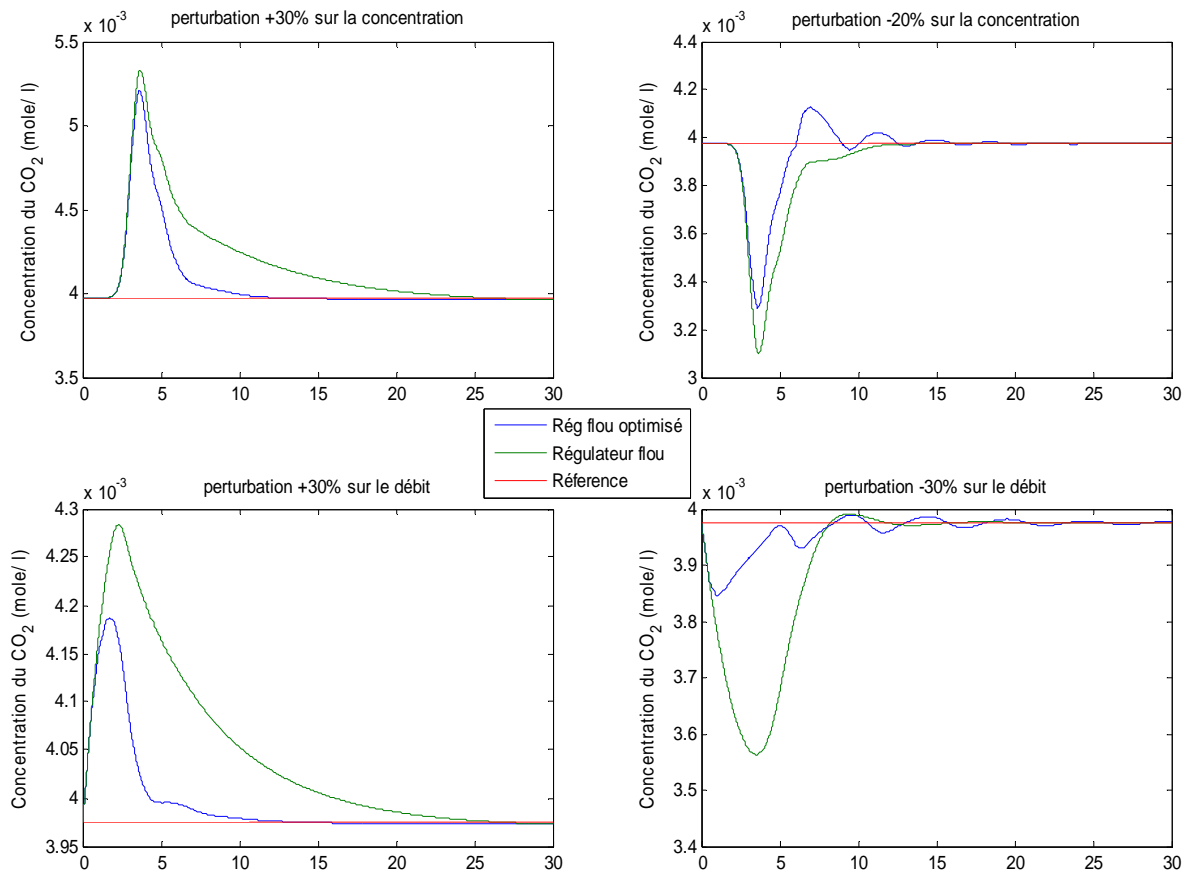 perturbation +30% sur la concentration
x 10^-3
5.5
5
4.5
4
3.5
0 5 10 15 20 25 30
Concentration du CO2 (mole/ l)
perturbation -20% sur la concentration
x 10^-3
4.4
4.2
4
3.8
3.6
3.4
3.2
3
0 5 10 15 20 25 30
Concentration du CO2 (mole/ l)
Rég flou optimisé
Régulateur flou
Réference
perturbation +30% sur le débit
x 10^-3
4.3
4.25
4.2
4.15
4.1
4.05
4
3.95
0 5 10 15 20 25 30
Concentration du CO2 (mole/ l)
perturbation -30% sur le débit
x 10^-3
4
3.9
3.8
3.7
3.6
3.5
3.4
0 5 10 15 20 25 30
Concentration du CO2 (mole/ l)